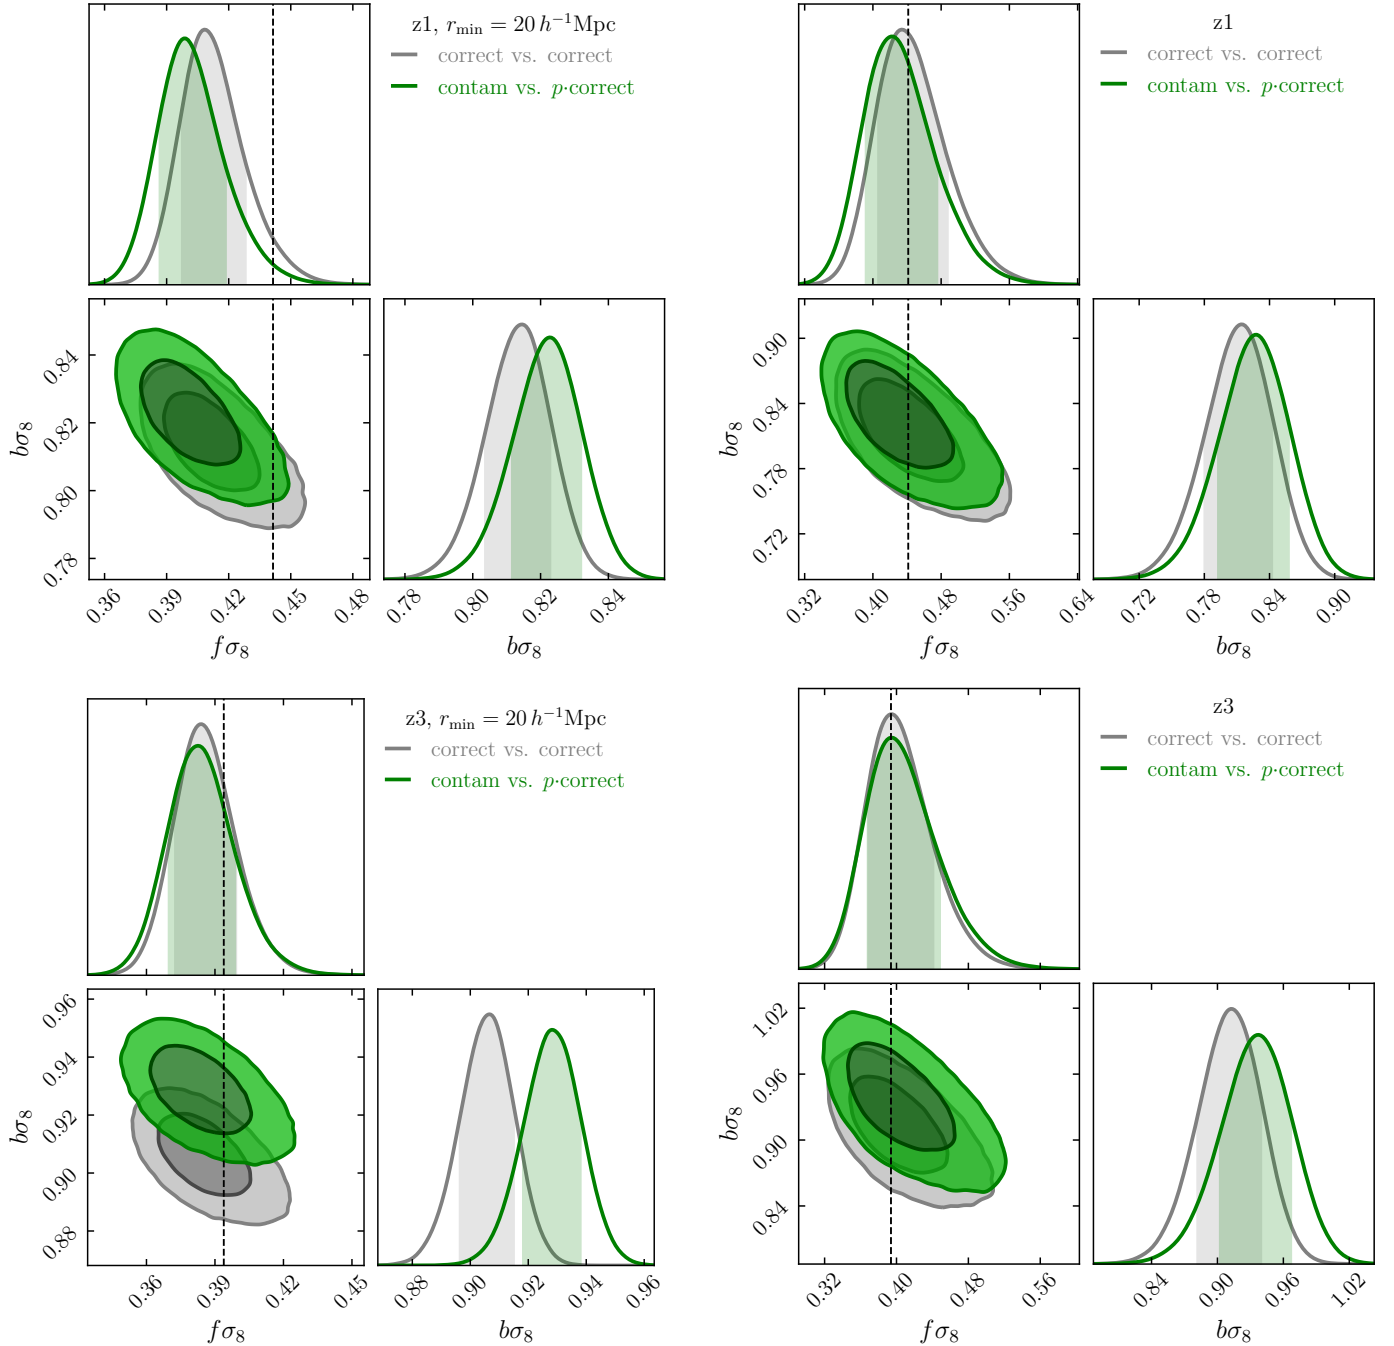 z1, r_min = 20 h⁻¹Mpc
correct vs. correct
contam vs. p·correct
0.84
0.82
0.80
0.78
bσ₈
0.36 0.39 0.42 0.45 0.48
fσ₈
0.78 0.80 0.82 0.84
bσ₈
z1
correct vs. correct
contam vs. p·correct
0.90
0.84
0.78
0.72
bσ₈
0.32 0.40 0.48 0.56 0.64
fσ₈
0.72 0.78 0.84 0.90
bσ₈
z3, r_min = 20 h⁻¹Mpc
correct vs. correct
contam vs. p·correct
0.96
0.94
0.92
0.90
0.88
bσ₈
0.36 0.39 0.42 0.45
fσ₈
0.88 0.90 0.92 0.94 0.96
bσ₈
z3
correct vs. correct
contam vs. p·correct
1.02
0.96
0.90
0.84
bσ₈
0.32 0.40 0.48 0.56
fσ₈
0.84 0.90 0.96 1.02
bσ₈